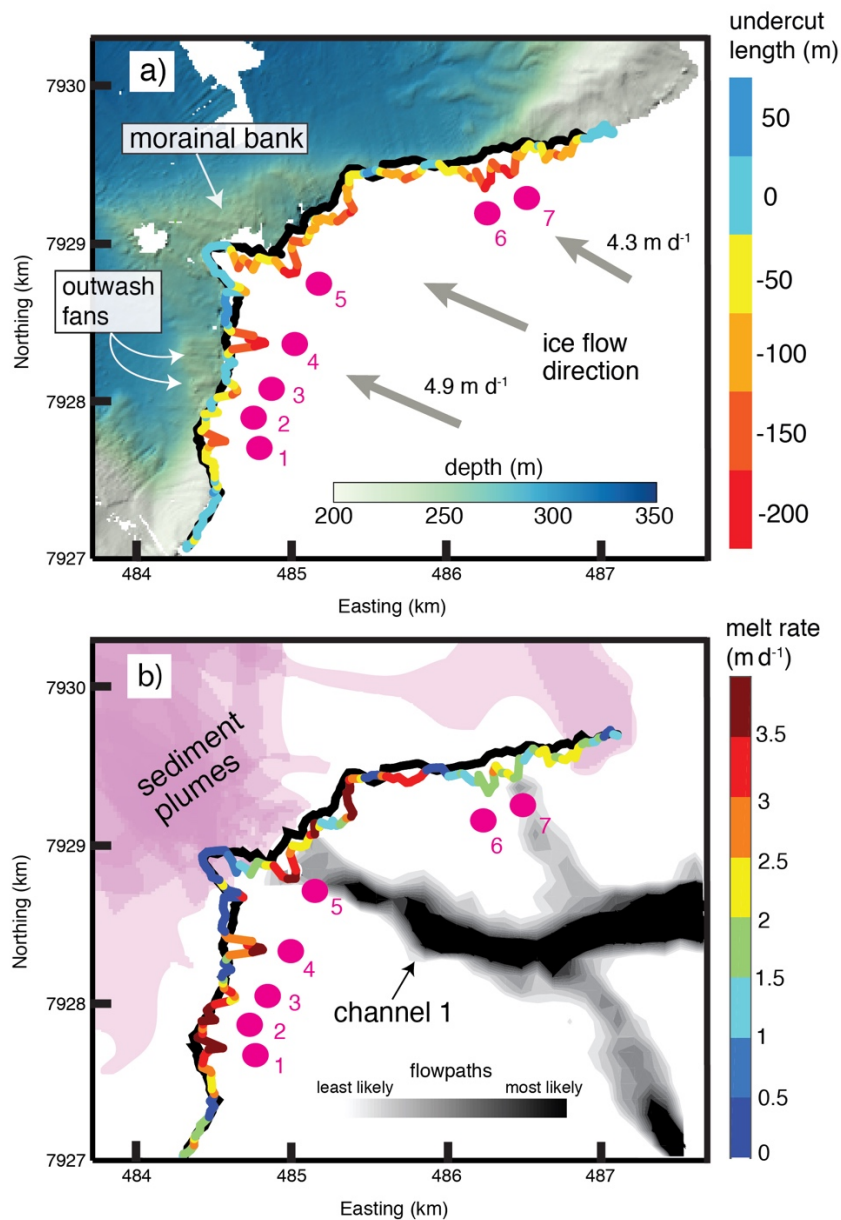 a)
undercut
length (m)
7930
7929
7928
7927
Northing (km)
morainal bank
outwash
fans
4.3 m d⁻¹
4.9 m d⁻¹
ice flow
direction
7
6
5
4
3
2
1
depth (m)
200
250
300
350
484
485
486
487
Easting (km)
50
0
-50
-100
-150
-200
b)
melt rate
(m d⁻¹)
7930
7929
7928
7927
Northing (km)
sediment
plumes
7
6
5
4
3
2
1
channel 1
flowpaths
least likely
most likely
484
485
486
487
Easting (km)
3.5
3
2.5
2
1.5
1
0.5
0